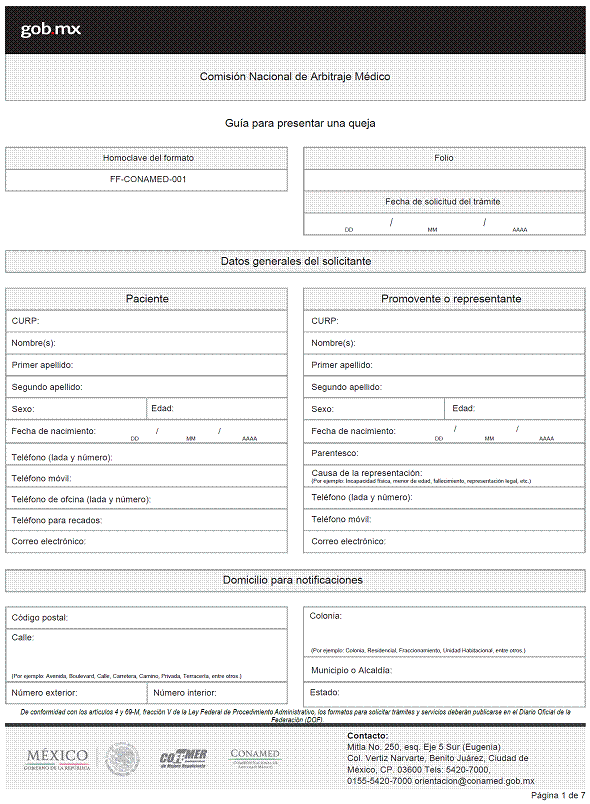 gob.mx
Comisión Nacional de Arbitraje Médico
Guía para presentar una queja
Homoclave del formato
FF-CONAMED-001
Folio
Fecha de solicitud del trámite
/ /
DD MM AAAA
Datos generales del solicitante
Paciente
CURP:
Nombre(s):
Primer apellido:
Segundo apellido:
Sexo: Edad:
Fecha de nacimiento: / /
DD MM AAAA
Teléfono (lada y número):
Teléfono móvil:
Teléfono de ofcina (lada y número):
Teléfono para recados:
Correo electrónico:
Promovente o representante
CURP:
Nombre(s):
Primer apellido:
Segundo apellido:
Sexo: Edad:
Fecha de nacimiento: / /
DD MM AAAA
Parentesco:
Causa de la representación:
(Por ejemplo: Incapacidad física, menor de edad, fallecimiento, representación legal, etc.)
Teléfono (lada y número):
Teléfono móvil:
Correo electrónico:
Domicilio para notificaciones
Código postal:
Calle:
(Por ejemplo: Avenida, Boulevard, Calle, Carretera, Camino, Privada, Terracería, entre otros.)
Número exterior: Número interior:
Colonia:
(Por ejemplo: Colonia, Residencial, Fraccionamiento, Unidad Habitacional, entre otros.)
Municipio o Alcaldía:
Estado:
De conformidad con los artículos 4 y 69-M, fracción V de la Ley Federal de Procedimiento Administrativo, los formatos para solicitar trámites y servicios deberán publicarse en el Diario Oficial de la
Federación (DOF).
MÉXICO
GOBIERNO DE LA REPÚBLICA
COFEMER
de Mejora Regulatoria
CONAMED
COMISIÓN NACIONAL DE
ARBITRAJE MÉDICO
Contacto:
Mitla No. 250, esq. Eje 5 Sur (Eugenia)
Col. Vertiz Narvarte, Benito Juárez, Ciudad de
México, CP. 03600 Tels: 5420-7000,
0155-5420-7000 orientacion@conamed.gob.mx
Página 1 de 7